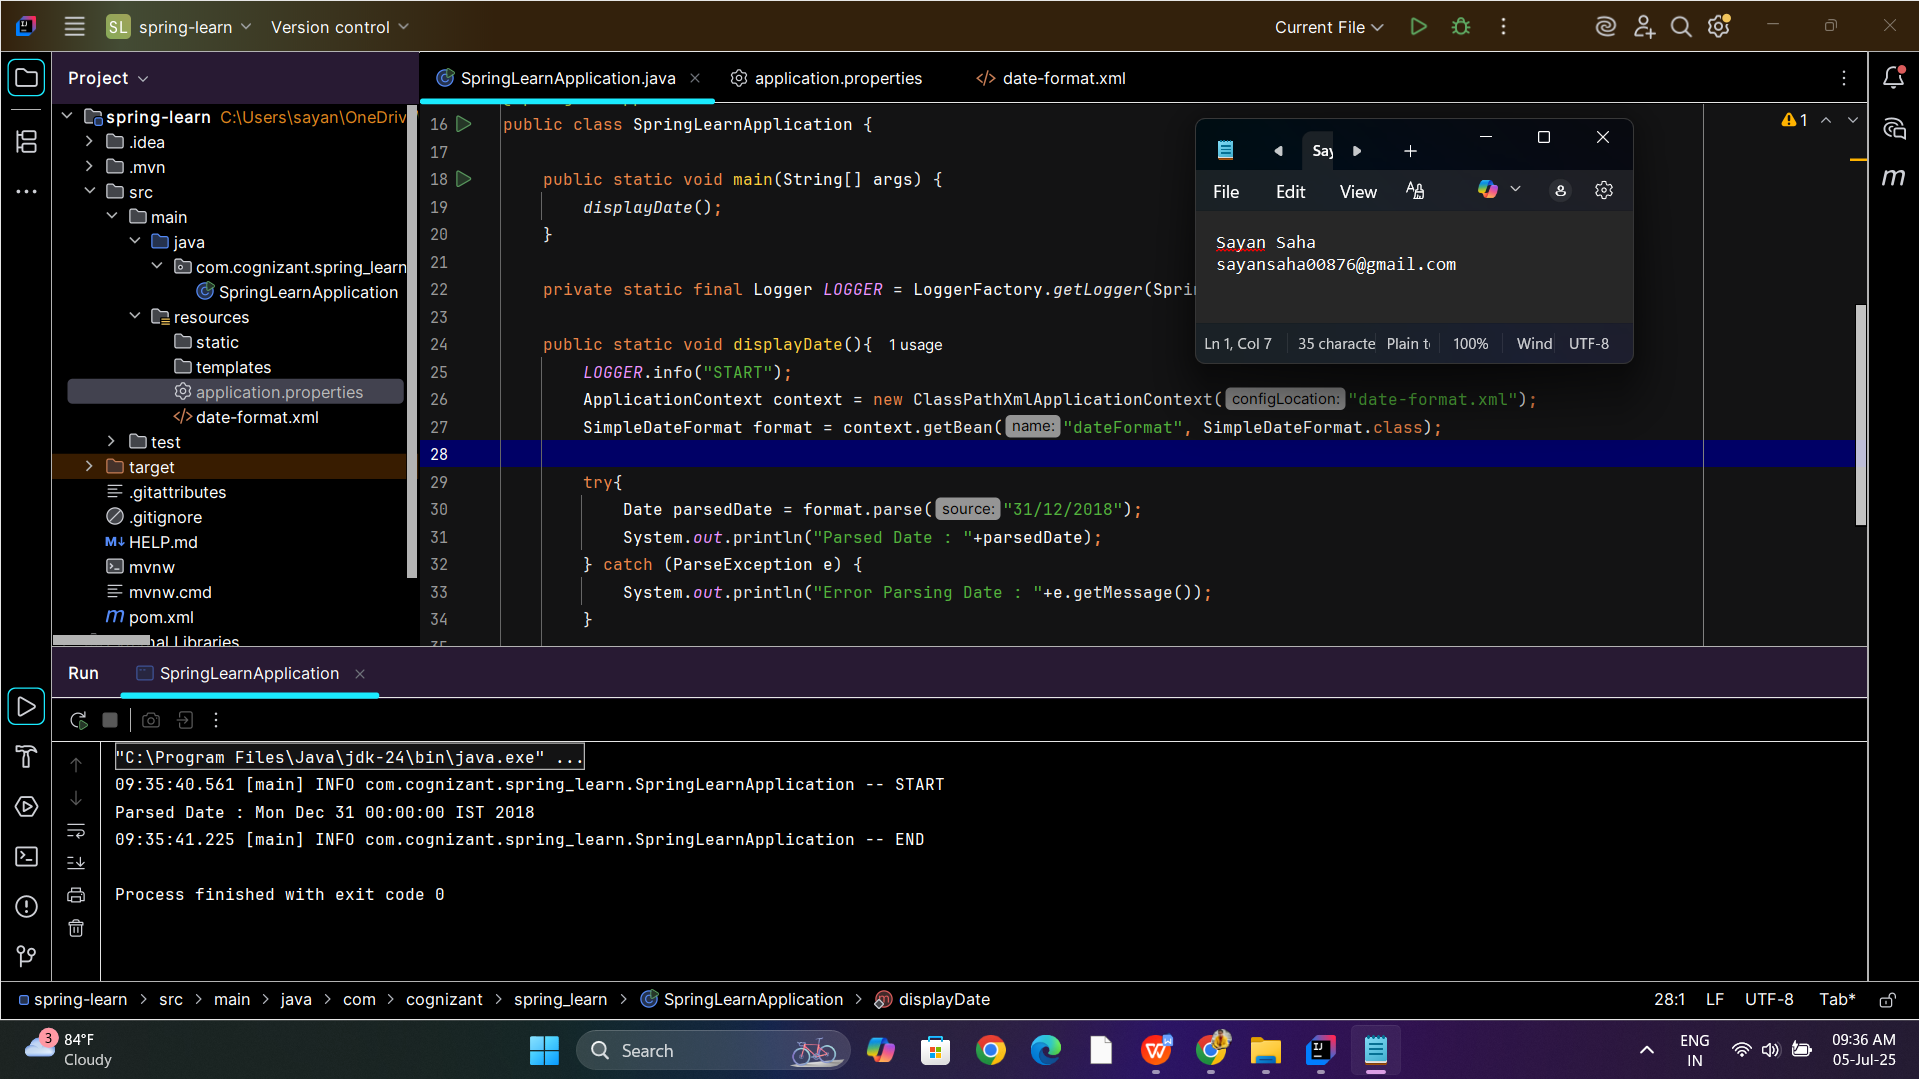 SL spring-learn Version control Current File
Project
SpringLearnApplication.java application.properties date-format.xml
spring-learn C:\Users\sayan\OneDriv
.idea
.mvn
src
main
java
com.cognizant.spring_learn
SpringLearnApplication
resources
static
templates
application.properties
date-format.xml
test
target
.gitattributes
.gitignore
M↓ HELP.md
mvnw
mvnw.cmd
m pom.xml
Libraries
16 public class SpringLearnApplication {
17
18 public static void main(String[] args) {
19 displayDate();
20 }
21
22 private static final Logger LOGGER = LoggerFactory.getLogger(Sprin
23
24 public static void displayDate(){ 1 usage
25 LOGGER.info("START");
26 ApplicationContext context = new ClassPathXmlApplicationContext( configLocation: "date-format.xml");
27 SimpleDateFormat format = context.getBean( name: "dateFormat", SimpleDateFormat.class);
28
29 try{
30 Date parsedDate = format.parse( source: "31/12/2018");
31 System.out.println("Parsed Date : "+parsedDate);
32 } catch (ParseException e) {
33 System.out.println("Error Parsing Date : "+e.getMessage());
34 }
35
1
m
Say
File Edit View
Sayan Saha
sayansaha00876@gmail.com
Ln 1, Col 7 35 characte Plain t 100% Wind UTF-8
Run SpringLearnApplication
"C:\Program Files\Java\jdk-24\bin\java.exe" ...
09:35:40.561 [main] INFO com.cognizant.spring_learn.SpringLearnApplication -- START
Parsed Date : Mon Dec 31 00:00:00 IST 2018
09:35:41.225 [main] INFO com.cognizant.spring_learn.SpringLearnApplication -- END
Process finished with exit code 0
spring-learn > src > main > java > com > cognizant > spring_learn > SpringLearnApplication > displayDate
28:1 LF UTF-8 Tab*
3 84°F
Cloudy
Search
ENG
IN
09:36 AM
05-Jul-25